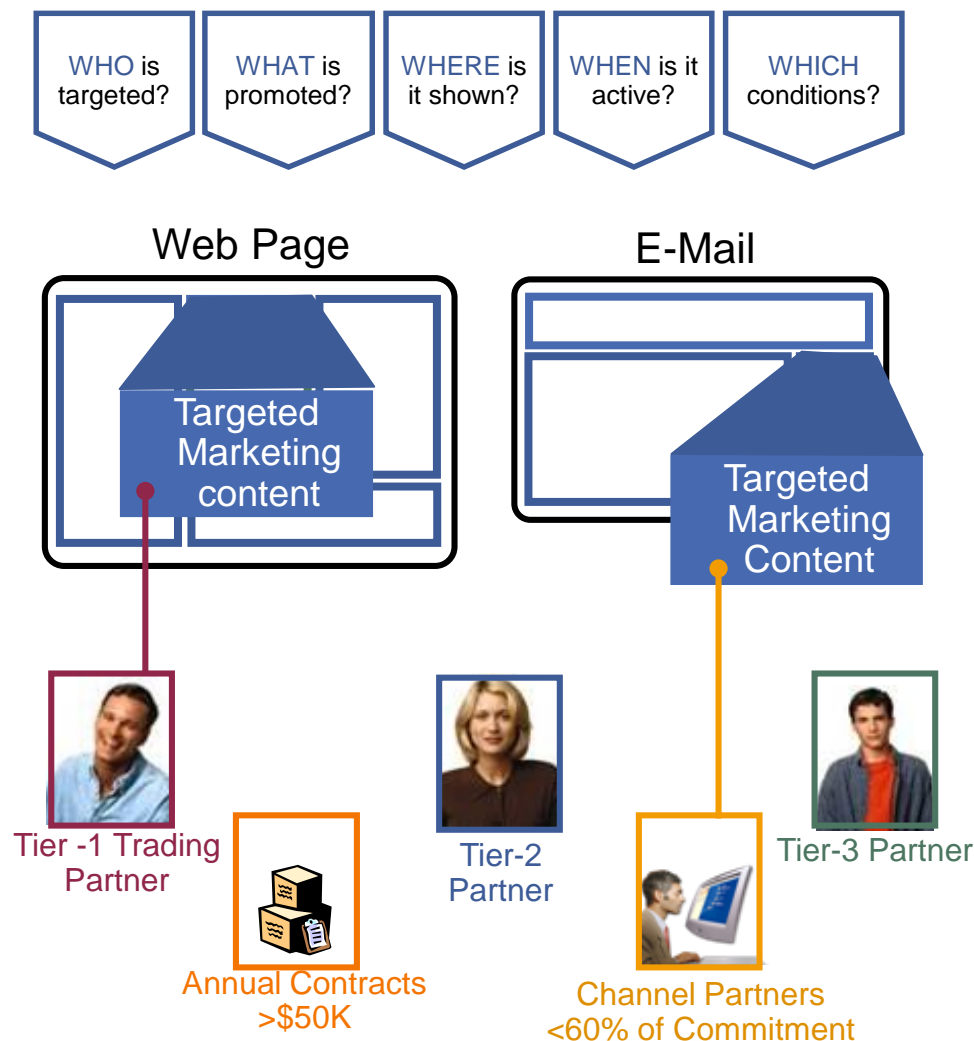 WHO is
targeted?
WHAT is
promoted?
WHERE is
it shown?
WHEN is it
active?
WHICH
conditions?
Web Page
E-Mail
Targeted
Marketing
content
Targeted
Marketing
Content
Tier -1 Trading
Partner
Tier-2
Partner
Tier-3 Partner
Annual Contracts
>$50K
Channel Partners
<60% of Commitment